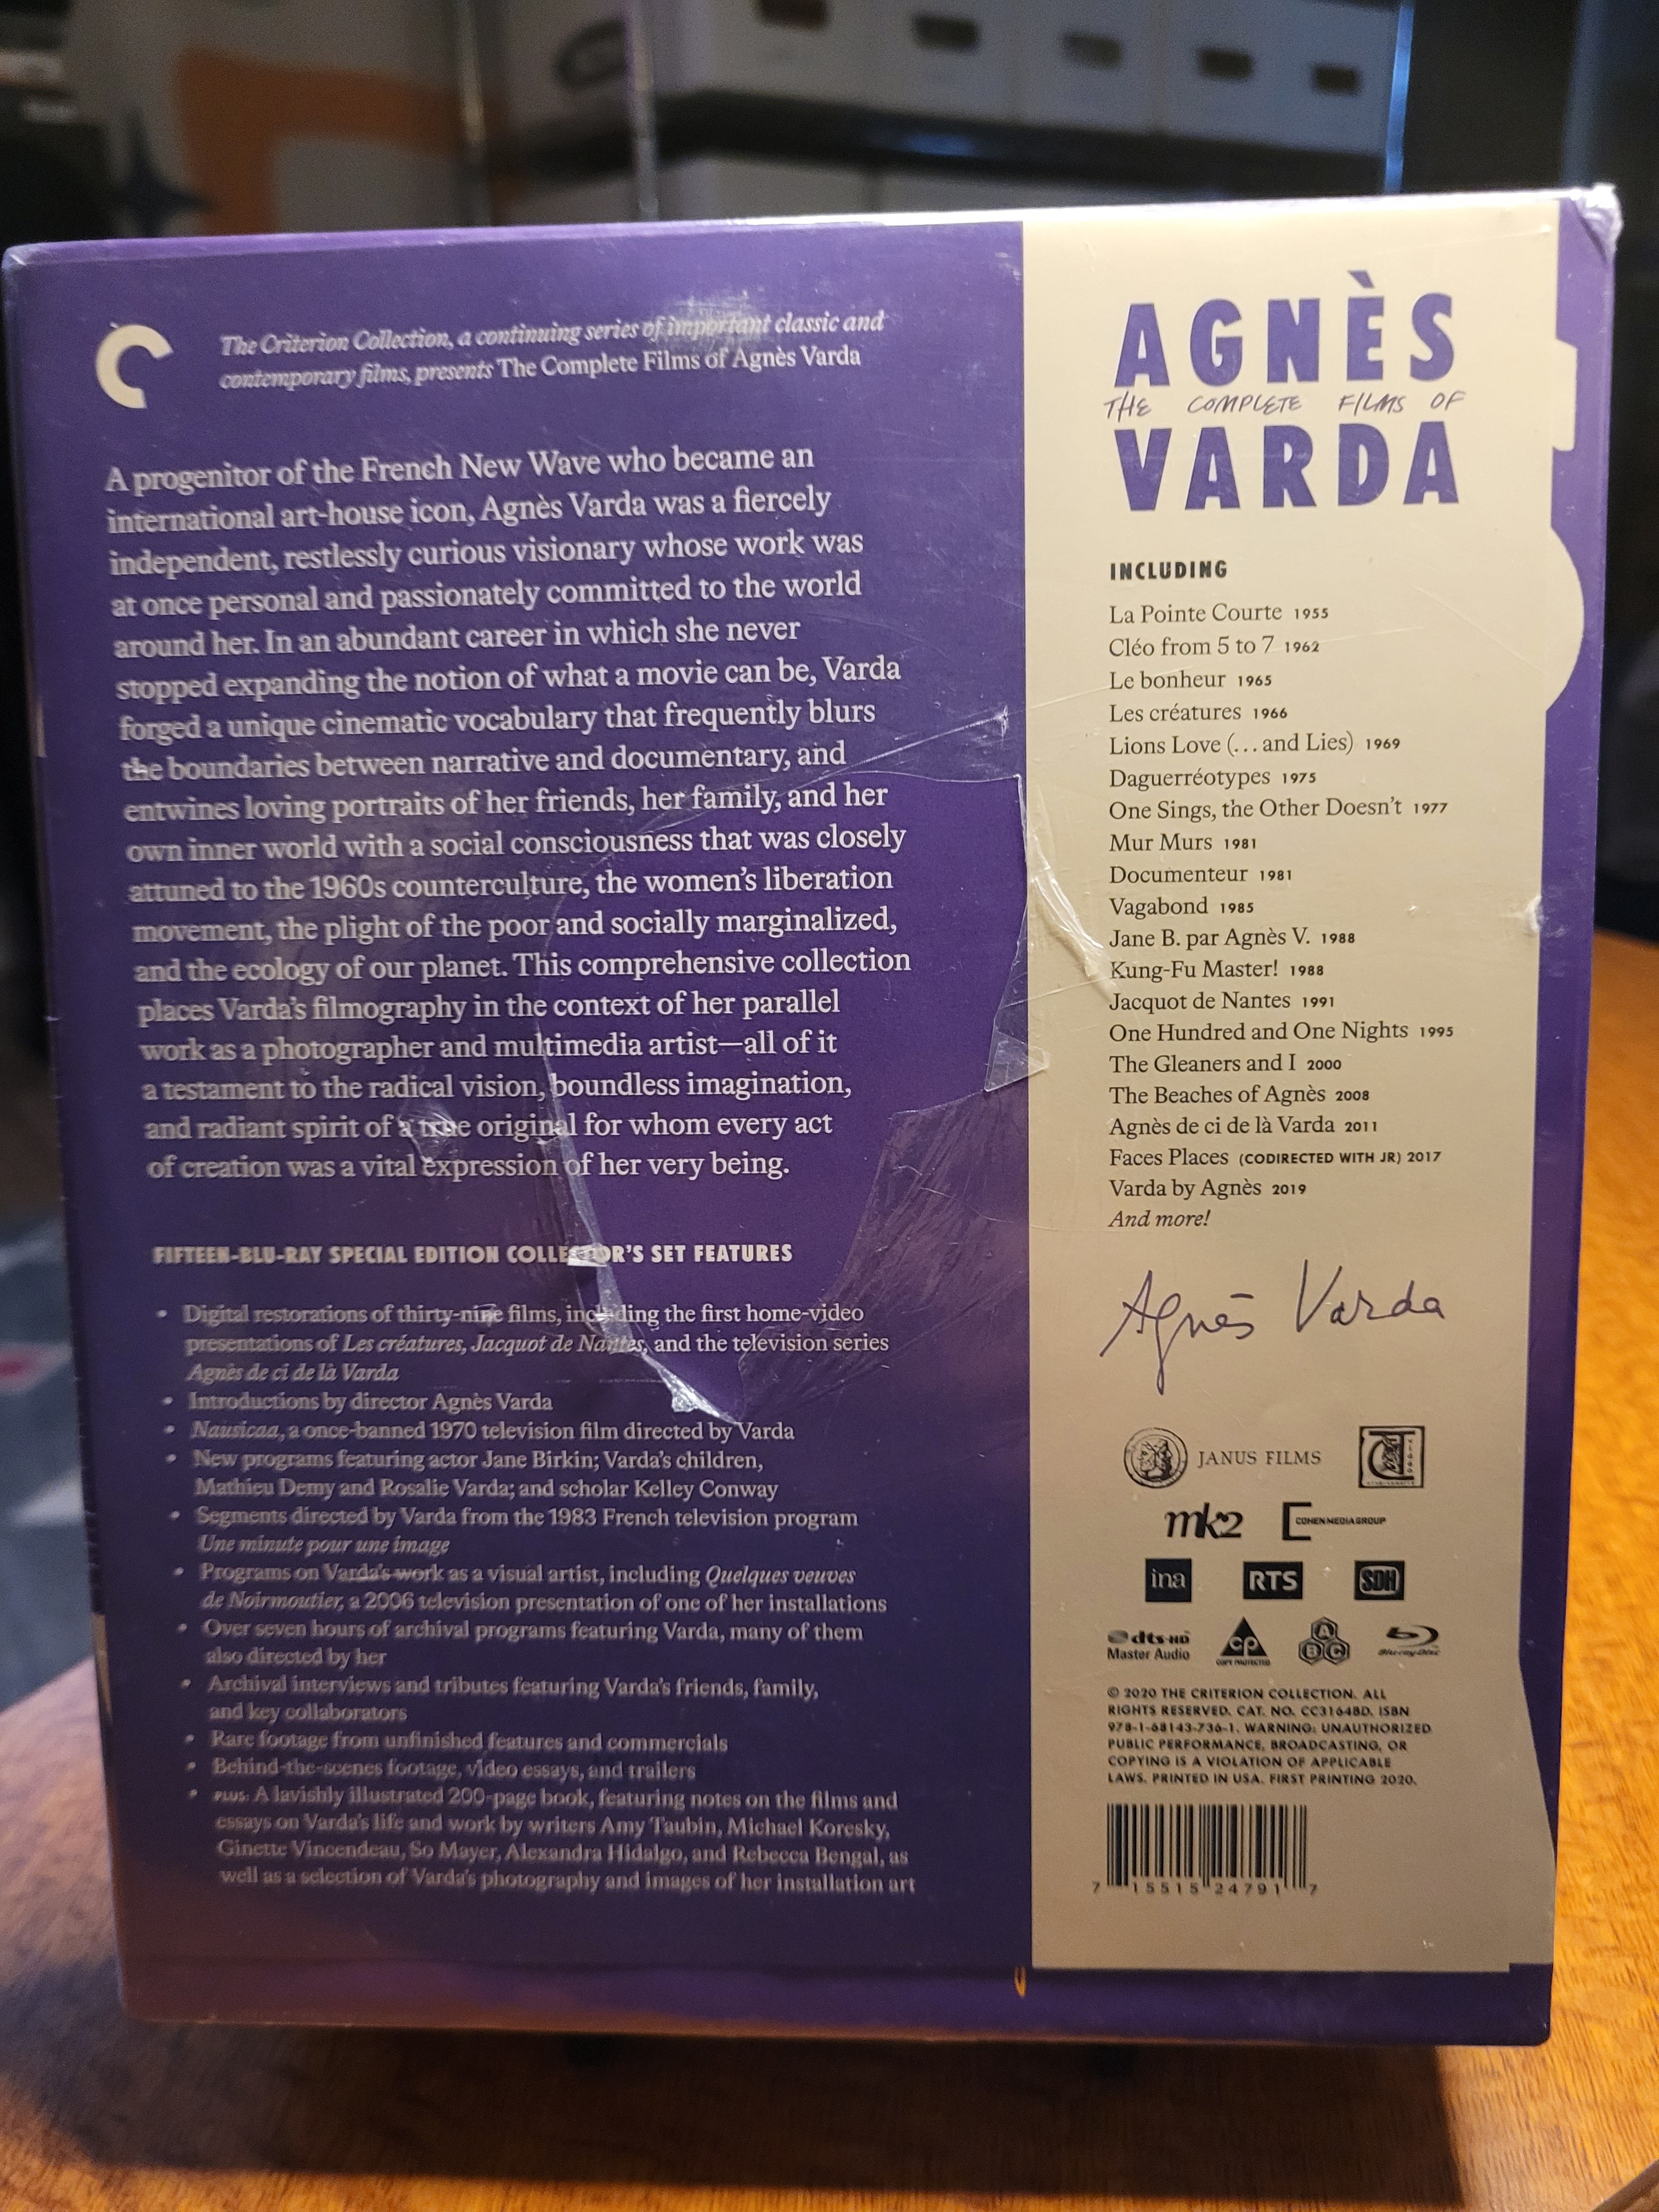 The Criterion Collection, a continuing series of important classic and
contemporary films, presents The Complete Films of Agnès Varda
A progenitor of the French New Wave who became an
international art-house icon, Agnès Varda was a fiercely
independent, restlessly curious visionary whose work was
at once personal and passionately committed to the world
around her. In an abundant career in which she never
stopped expanding the notion of what a movie can be, Varda
forged a unique cinematic vocabulary that frequently blurs
the boundaries between narrative and documentary, and
entwines loving portraits of her friends, her family, and her
own inner world with a social consciousness that was closely
attuned to the 1960s counterculture, the women's liberation
movement, the plight of the poor and socially marginalized,
and the ecology of our planet. This comprehensive collection
places Varda's filmography in the context of her parallel
work as a photographer and multimedia artist—all of it
a testament to the radical vision, boundless imagination,
and radiant spirit of a true original for whom every act
of creation was a vital expression of her very being.
FIFTEEN-BLU-RAY SPECIAL EDITION COLLECTOR'S SET FEATURES
• Digital restorations of thirty-nine films, including the first home-video
presentations of Les créatures, Jacquot de Nantes, and the television series
Agnès de ci de là Varda
• Introductions by director Agnès Varda
• Nausicaa, a once-banned 1970 television film directed by Varda
• New programs featuring actor Jane Birkin; Varda's children,
Mathieu Demy and Rosalie Varda; and scholar Kelley Conway
• Segments directed by Varda from the 1983 French television program
Une minute pour une image
• Programs on Varda's work as a visual artist, including Quelques veuves
de Noirmoutier, a 2006 television presentation of one of her installations
• Over seven hours of archival programs featuring Varda, many of them
also directed by her
• Archival interviews and tributes featuring Varda's friends, family,
and key collaborators
• Rare footage from unfinished features and commercials
• Behind-the-scenes footage, video essays, and trailers
• PLUS: A lavishly illustrated 200-page book, featuring notes on the films and
essays on Varda's life and work by writers Amy Taubin, Michael Koresky,
Ginette Vincendeau, So Mayer, Alexandra Hidalgo, and Rebecca Bengal, as
well as a selection of Varda's photography and images of her installation art
AGNÈS
THE COMPLETE FILMS OF
VARDA
INCLUDING
La Pointe Courte 1955
Cléo from 5 to 7 1962
Le bonheur 1965
Les créatures 1966
Lions Love (...and Lies) 1969
Daguerréotypes 1975
One Sings, the Other Doesn't 1977
Mur Murs 1981
Documenteur 1981
Vagabond 1985
Jane B. par Agnès V. 1988
Kung-Fu Master! 1988
Jacquot de Nantes 1991
One Hundred and One Nights 1995
The Gleaners and I 2000
The Beaches of Agnès 2008
Agnès de ci de là Varda 2011
Faces Places (CODIRECTED WITH JR) 2017
Varda by Agnès 2019
And more!
Agnès Varda
JANUS FILMS
mk2 COHEN MEDIA GROUP
ina RTS SDH
dts-HD Master Audio
CP COPY PROTECTED
A B C
Blu-ray Disc
© 2020 THE CRITERION COLLECTION. ALL
RIGHTS RESERVED. CAT. NO. CC3164BD. ISBN
978-1-68143-736-1. WARNING: UNAUTHORIZED
PUBLIC PERFORMANCE, BROADCASTING, OR
COPYING IS A VIOLATION OF APPLICABLE
LAWS. PRINTED IN USA. FIRST PRINTING 2020.
7 15515 24791 7